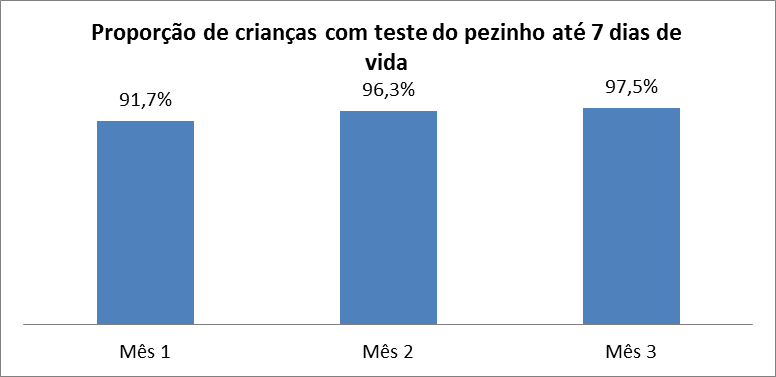 Proporção de crianças com teste do pezinho até 7 dias de
vida
91,7%
96,3%
97,5%
Mês 1
Mês 2
Mês 3